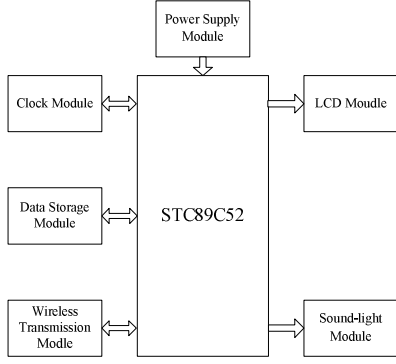 Power Supply
Module
Clock Module
LCD Moudle
Data Storage
Module
STC89C52
Wireless
Transmission
Modle
Sound-light
Module